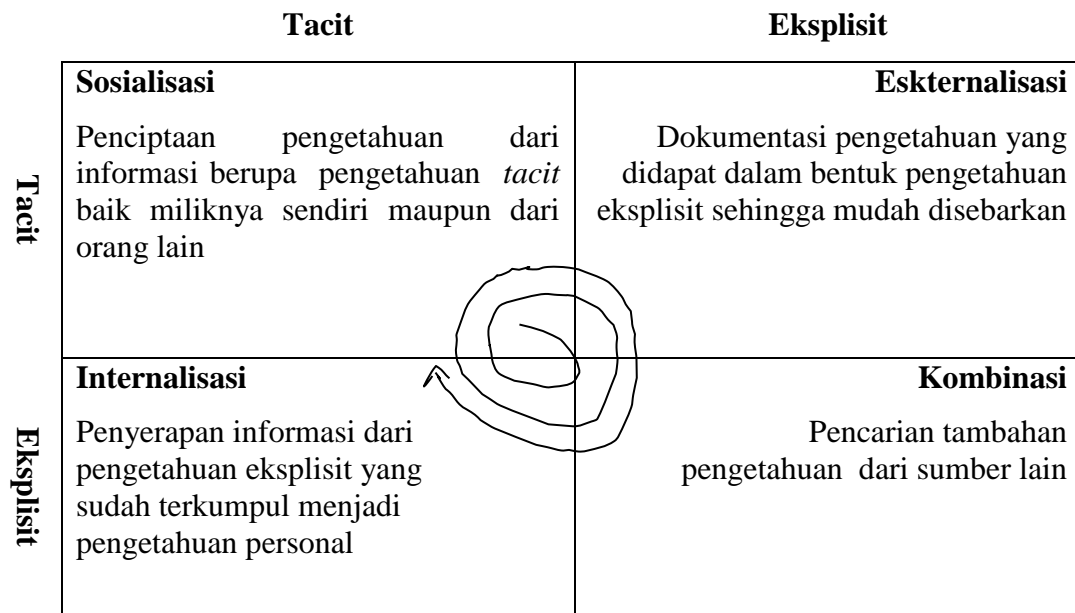 Tacit
Eksplisit
Tacit
Sosialisasi
Penciptaan pengetahuan dari
informasi berupa pengetahuan tacit
baik miliknya sendiri maupun dari
orang lain
Eskternalisasi
Dokumentasi pengetahuan yang
didapat dalam bentuk pengetahuan
eksplisit sehingga mudah disebarkan
Eksplisit
Internalisasi
Penyerapan informasi dari
pengetahuan eksplisit yang
sudah terkumpul menjadi
pengetahuan personal
Kombinasi
Pencarian tambahan
pengetahuan dari sumber lain